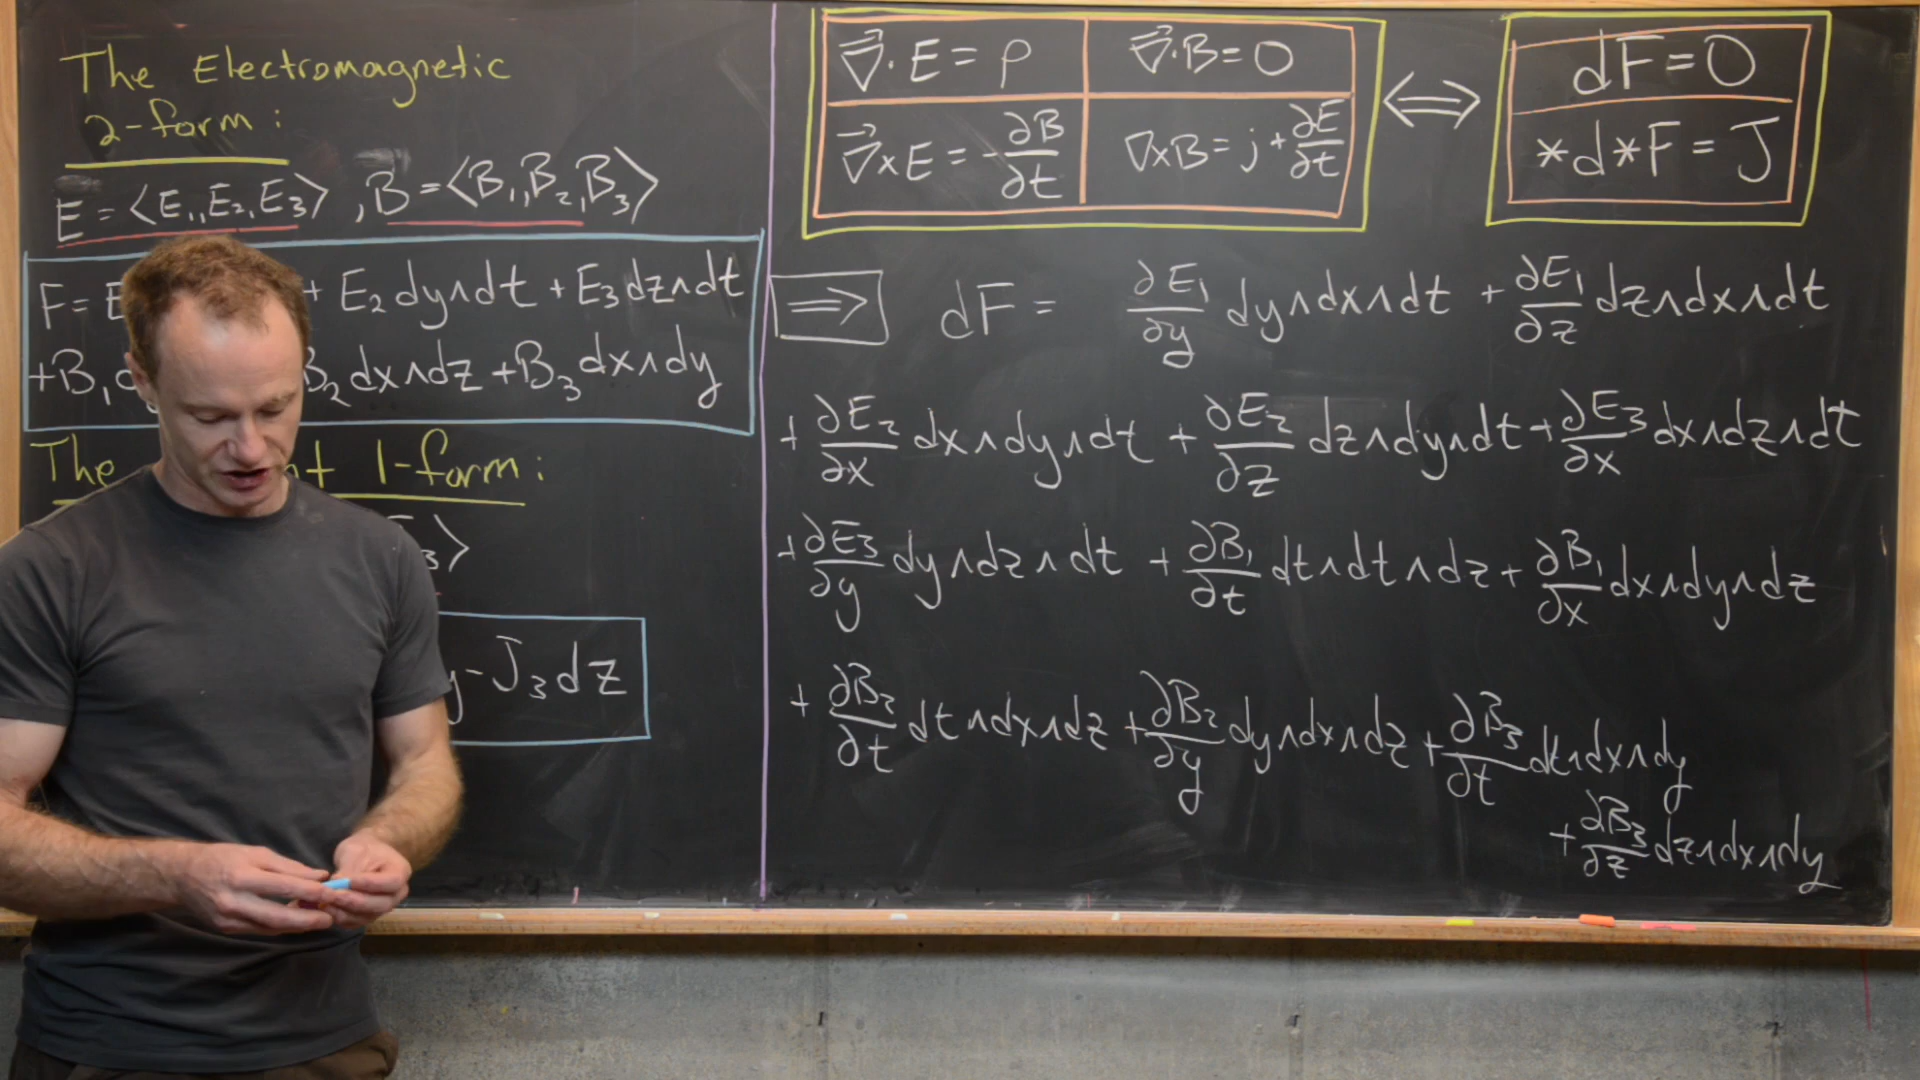 The Electromagnetic
2-form:
E = ⟨E₁, E₂, E₃⟩, B = ⟨B₁, B₂, B₃⟩
F = E + E₂ dy∧dt + E₃ dz∧dt
+B₁ B₂ dx∧dz + B₃ dx∧dy
The 1-form:
₃⟩
- J₃ dz
∇⃗·E = ρ
∇⃗·B = 0
∇⃗×E = -∂B/∂t
∇×B = j + ∂E/∂t
⟺
dF = 0
*d*F = J
⟹ dF = ∂E₁/∂y dy∧dx∧dt + ∂E₁/∂z dz∧dx∧dt
+ ∂E₂/∂x dx∧dy∧dt + ∂E₂/∂z dz∧dy∧dt + ∂E₃/∂x dx∧dz∧dt
+ ∂E₃/∂y dy∧dz∧dt + ∂B₁/∂t dt∧dt∧dz + ∂B₁/∂x dx∧dy∧dz
+ ∂B₂/∂t dt∧dx∧dz + ∂B₂/∂y dy∧dx∧dz + ∂B₃/∂t dt∧dx∧dy
+ ∂B₃/∂z dz∧dx∧dy